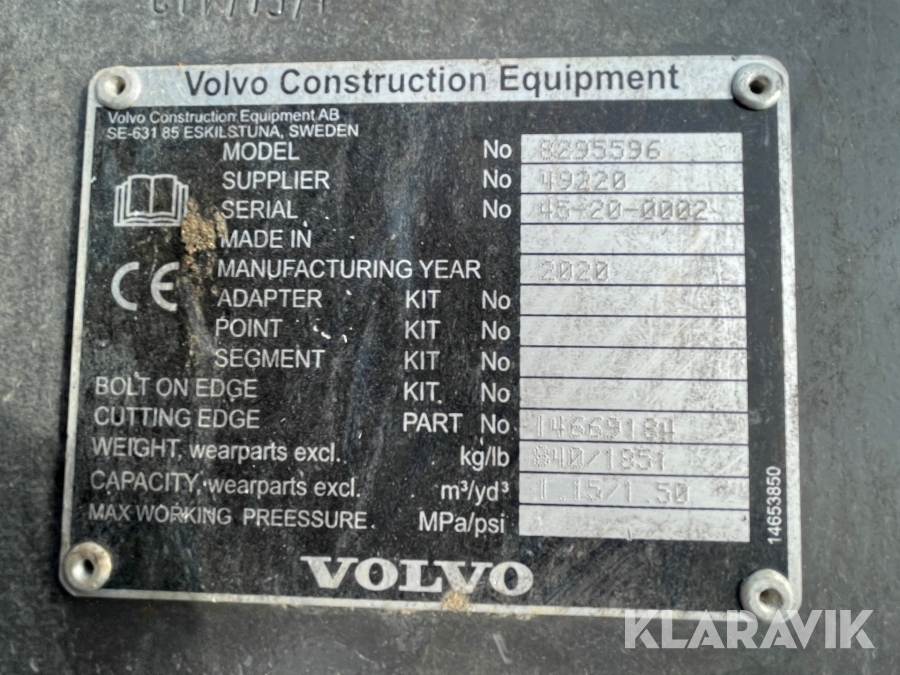 Volvo Construction Equipment
Volvo Construction Equipment AB
SE-631 85 ESKILSTUNA, SWEDEN
MODEL No 8295596
SUPPLIER No 49220
SERIAL No 45-20-0002
MADE IN
MANUFACTURING YEAR 2020
CE
ADAPTER KIT No
POINT KIT No
SEGMENT KIT No
BOLT ON EDGE KIT. No
CUTTING EDGE PART No
WEIGHT, wearparts excl. kg/lb 840/1851
CAPACITY, wearparts excl. m³/yd³ 1.15/1.50
MAX WORKING PREESSURE. MPa/psi
14653850
VOLVO
KLARAVIK